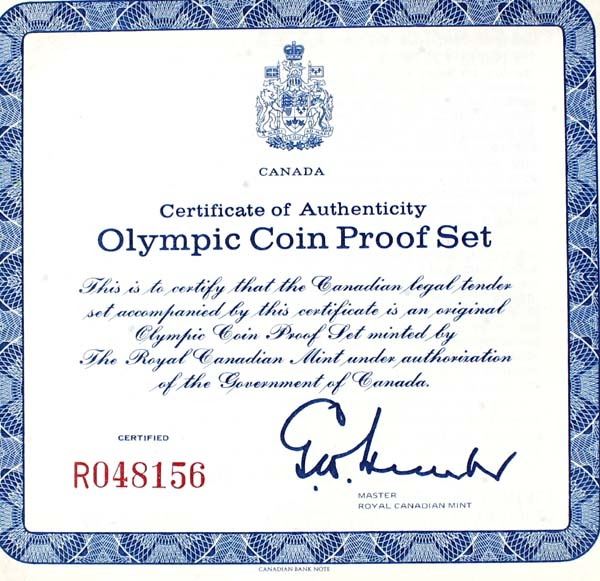 CANADA
Certificate of Authenticity
Olympic Coin Proof Set
This is to certify that the Canadian legal tender
set accompanied by this certificate is an original
Olympic Coin Proof Set minted by
The Royal Canadian Mint under authorization
of the Government of Canada.
CERTIFIED
R048156
MASTER
ROYAL CANADIAN MINT
CANADIAN BANK NOTE